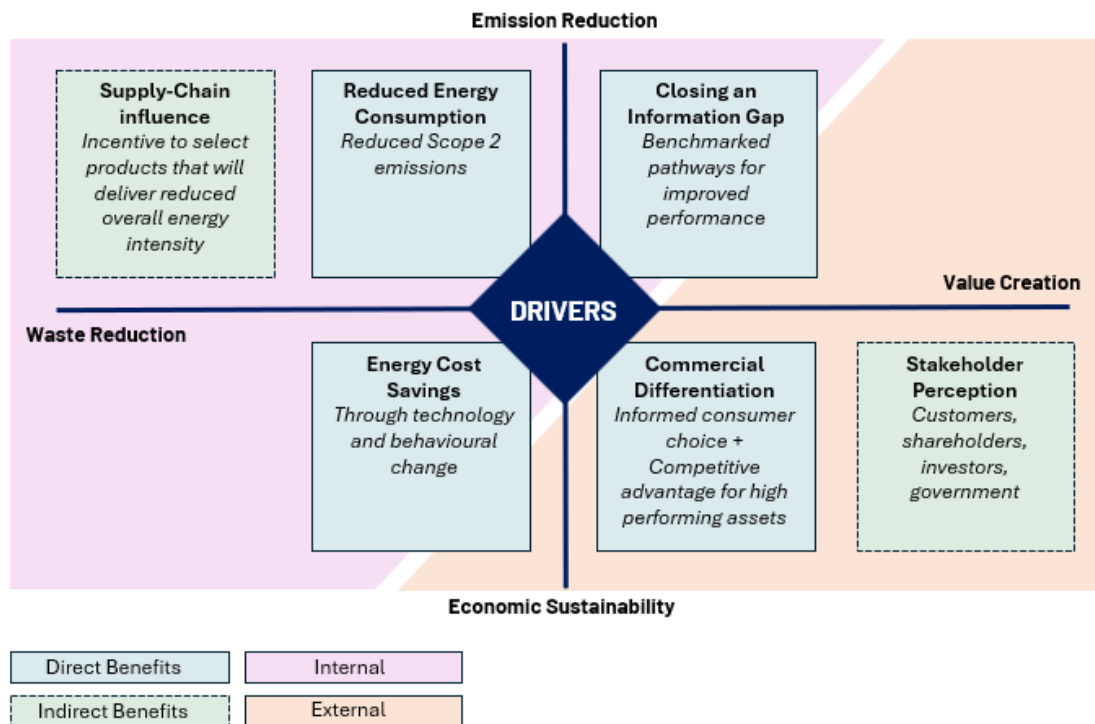 Emission Reduction
Supply-Chain
influence
Incentive to select
products that will
deliver reduced
overall energy
intensity
Reduced Energy
Consumption
Reduced Scope 2
emissions
Closing an
Information Gap
Benchmarked
pathways for
improved
performance
Value Creation
DRIVERS
Waste Reduction
Energy Cost
Savings
Through technology
and behavioural
change
Commercial
Differentiation
Informed consumer
choice +
Competitive
advantage for high
performing assets
Stakeholder
Perception
Customers,
shareholders,
investors,
government
Economic Sustainability
Direct Benefits
Internal
Indirect Benefits
External